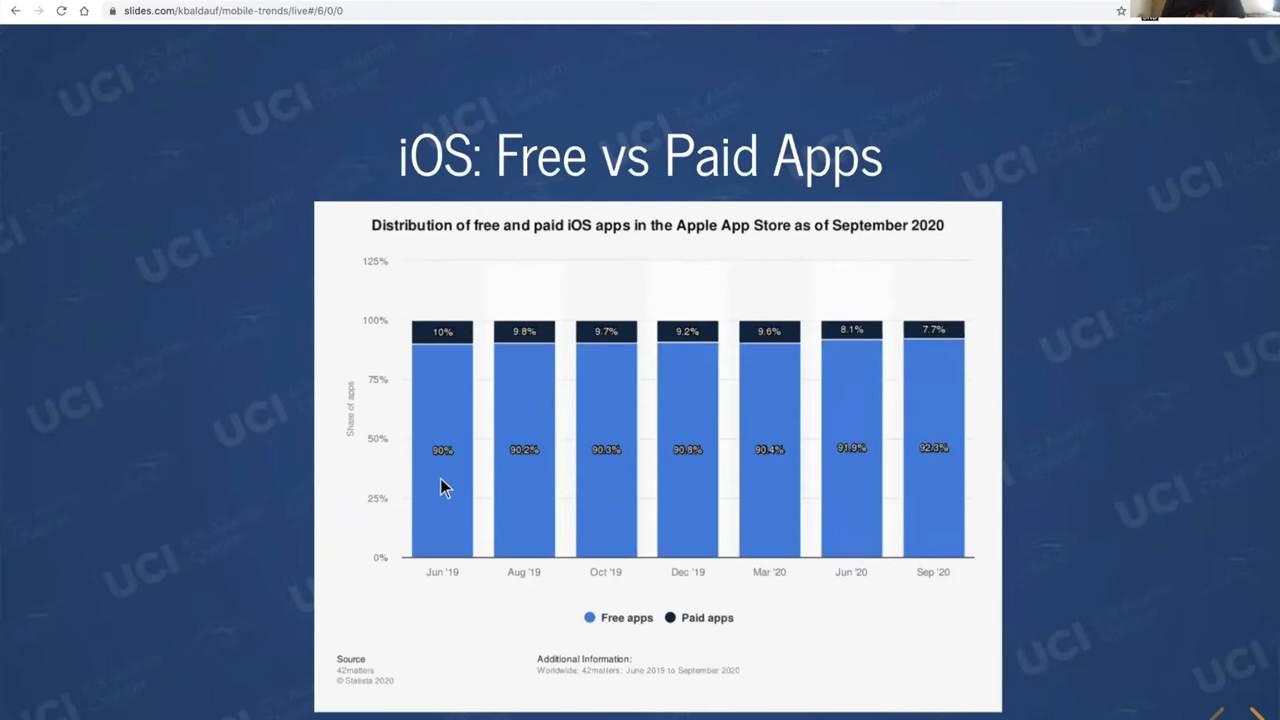 slides.com/kbaldauf/mobile-trends/live#/6/0/0
iOS: Free vs Paid Apps
Distribution of free and paid iOS apps in the Apple App Store as of September 2020
125%
100%
75%
50%
25%
0%
Share of apps
10% 9.8% 9.7% 9.2% 9.6% 8.1% 7.7%
90% 90.2% 90.3% 90.8% 90.4% 91.9% 92.3%
Jun '19 Aug '19 Oct '19 Dec '19 Mar '20 Jun '20 Sep '20
Free apps Paid apps
Source
42matters
© Statista 2020
Additional Information:
Worldwide; 42matters; June 2019 to September 2020
UCI